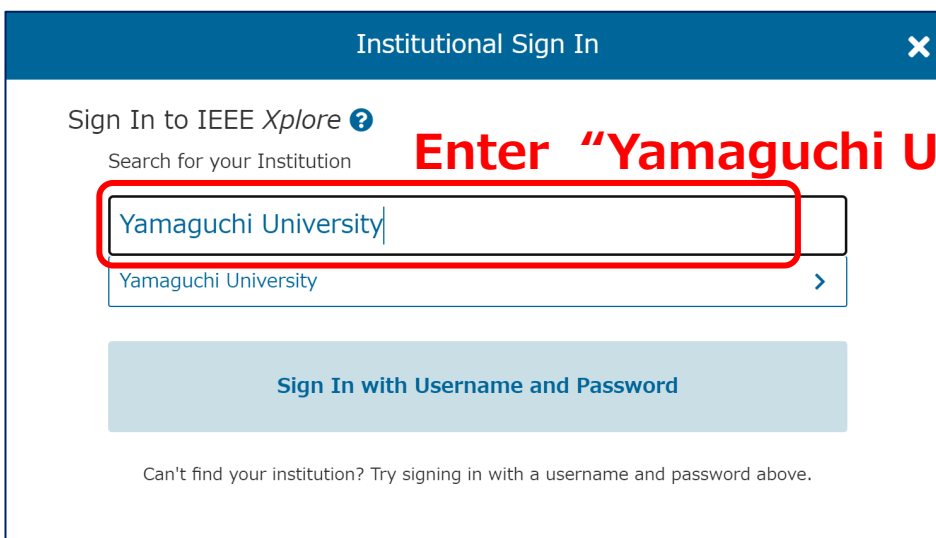 Institutional Sign In
Sign In to IEEE Xplore
Enter “Yamaguchi U
Search for your Institution
Yamaguchi University
Yamaguchi University
Sign In with Username and Password
Can't find your institution? Try signing in with a username and password above.